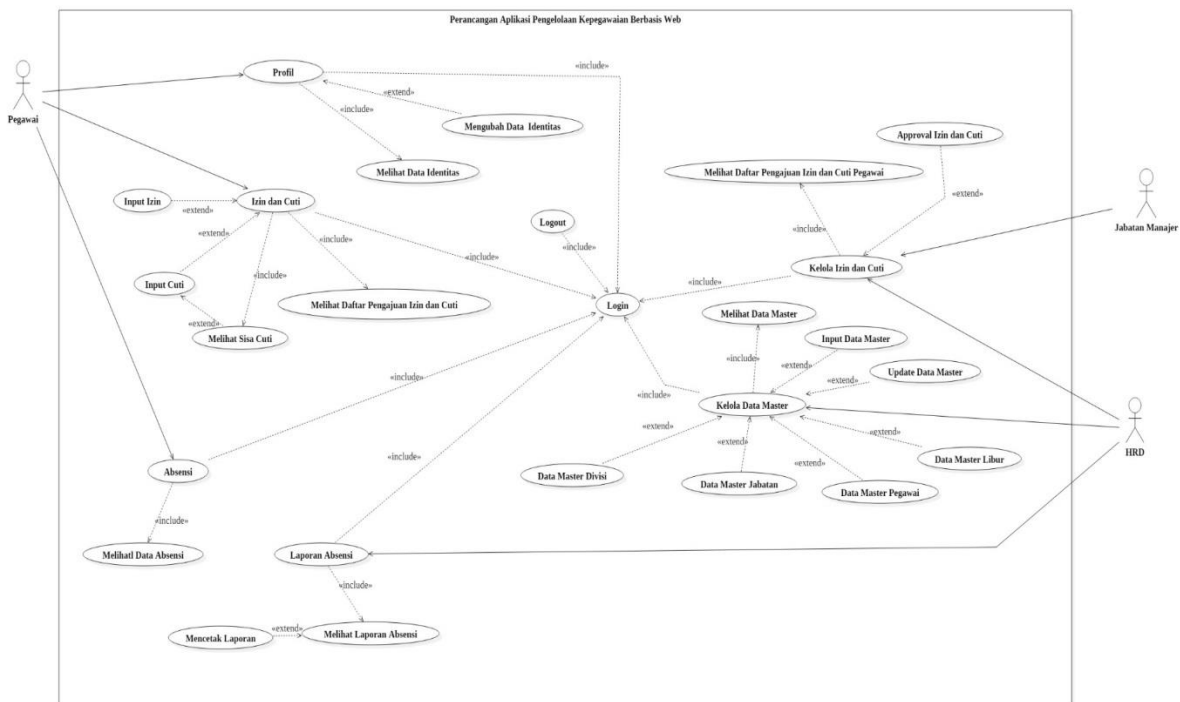 Perancangan Aplikasi Pengelolaan Kepegawaian Berbasis Web
Pegawai
Profil
«include»
«extend»
«include»
Mengubah Data Identitas
Melihat Data Identitas
Approval Izin dan Cuti
Melihat Daftar Pengajuan Izin dan Cuti Pegawai
«extend»
«include»
Jabatan Manajer
Input Izin
«extend»
Izin dan Cuti
«extend»
«include»
«include»
«include»
Logout
«include»
Kelola Izin dan Cuti
«include»
Input Cuti
Melihat Daftar Pengajuan Izin dan Cuti
Login
«extend»
Melihat Sisa Cuti
Melihat Data Master
Input Data Master
«include»
«extend»
Update Data Master
«extend»
«include»
«include»
Kelola Data Master
«extend»
«extend»
«extend»
«extend»
HRD
Absensi
«include»
Data Master Divisi
Data Master Jabatan
Data Master Pegawai
Data Master Libur
«include»
Melihatl Data Absensi
Laporan Absensi
«include»
Mencetak Laporan
«extend»
Melihat Laporan Absensi